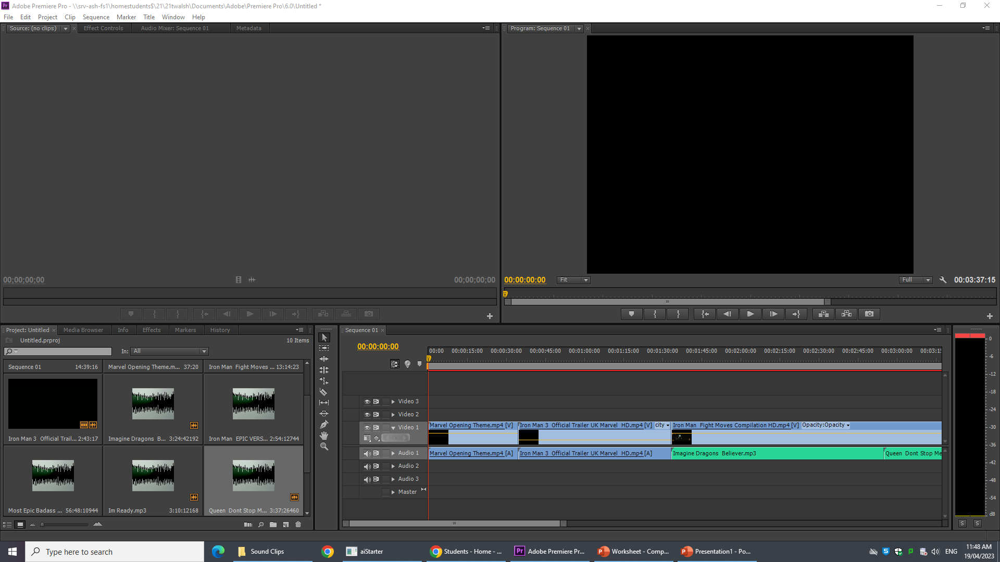 Adobe Premiere Pro - \\srv-ash-fs1\homestudents$\21\21twalsh\Documents\Adobe\Premiere Pro\6.0\Untitled *
File Edit Project Clip Sequence Marker Title Window Help
Source: (no clips) Effect Controls Audio Mixer: Sequence 01 Metadata
Program: Sequence 01
00;00;00;00 00;00;00;00
00:00:00:00 Fit Full 00:03:37:15
Project: Untitled Media Browser Info Effects Markers History
Untitled.prproj 10 Items
In: All
Sequence 01 14:39:16 Marvel Opening Theme.m... 37:20 Iron Man Fight Moves ... 13:14:23
Iron Man 3 Official Trail... 2:43:17 Imagine Dragons B... 3:24:42192 Iron Man EPIC VERS... 2:54:12744
Most Epic Badass ... 56:48:10944 Im Ready.mp3 3:10:12168 Queen Dont Stop M... 3:37:26460
Sequence 01
00:00:00:00
00:00 00:00:15:00 00:00:30:00 00:00:45:00 00:01:00:00 00:01:15:00 00:01:30:00 00:01:45:00 00:02:00:00 00:02:15:00 00:02:30:00 00:02:45:00 00:03:00:00 00:03:15
Video 3
Video 2
Video 1 Marvel Opening Theme.mp4 [V] Iron Man 3 Official Trailer UK Marvel HD.mp4 [V] city Iron Man Fight Moves Compilation HD.mp4 [V] Opacity:Opacity
Audio 1 Marvel Opening Theme.mp4 [A] Iron Man 3 Official Trailer UK Marvel HD.mp4 [A] Imagine Dragons Believer.mp3 Queen Dont Stop Me
Audio 2
Audio 3
Master
0
-6
-12
-18
-24
-30
-36
-42
-48
-54
dB
S S
Type here to search Sound Clips aiStarter Students - Home - ... Adobe Premiere Pr... Worksheet - Comp... Presentation1 - Po... ENG 11:48 AM
19/04/2023